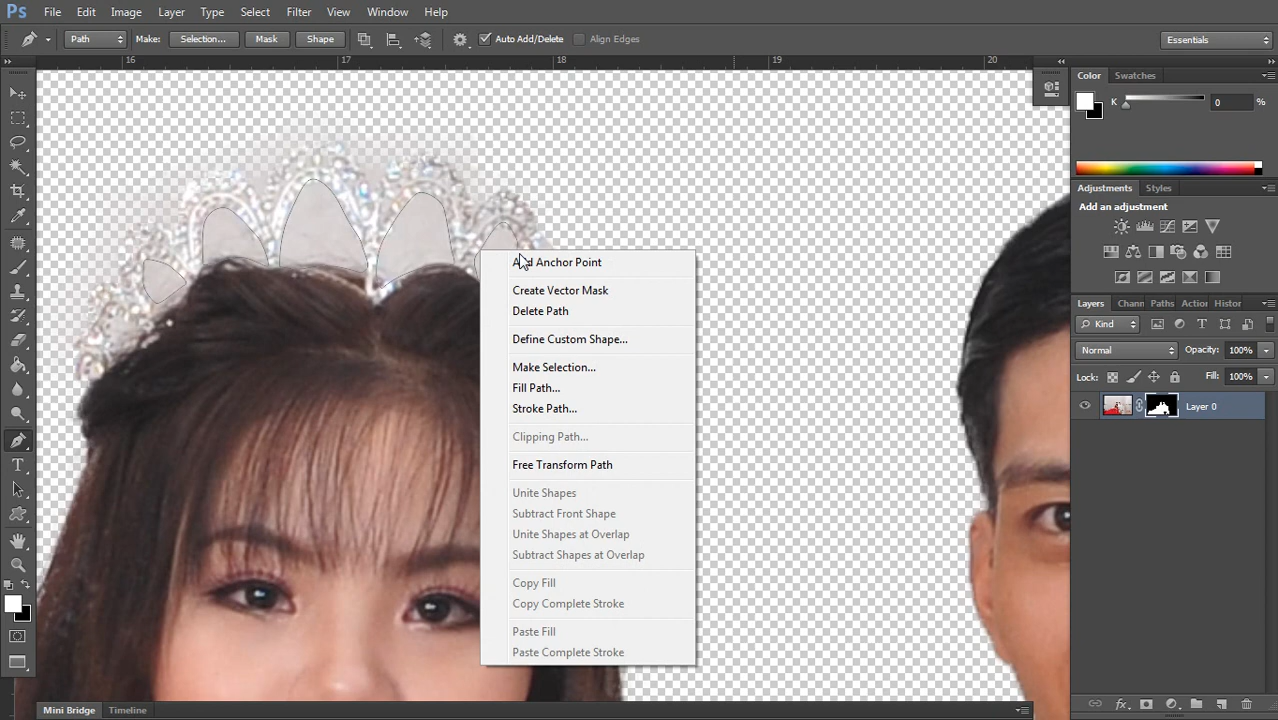 Ps File Edit Image Layer Type Select Filter View Window Help
Path Make: Selection... Mask Shape Auto Add/Delete Align Edges Essentials
16 17 18 19 20
Color Swatches
K 0 %
Adjustments Styles
Add an adjustment
Layers Chann Paths Action Histor
Kind
Normal Opacity: 100%
Lock: Fill: 100%
Layer 0
Anchor Point
Create Vector Mask
Delete Path
Define Custom Shape...
Make Selection...
Fill Path...
Stroke Path...
Clipping Path...
Free Transform Path
Unite Shapes
Subtract Front Shape
Unite Shapes at Overlap
Subtract Shapes at Overlap
Copy Fill
Copy Complete Stroke
Paste Fill
Paste Complete Stroke
Mini Bridge Timeline